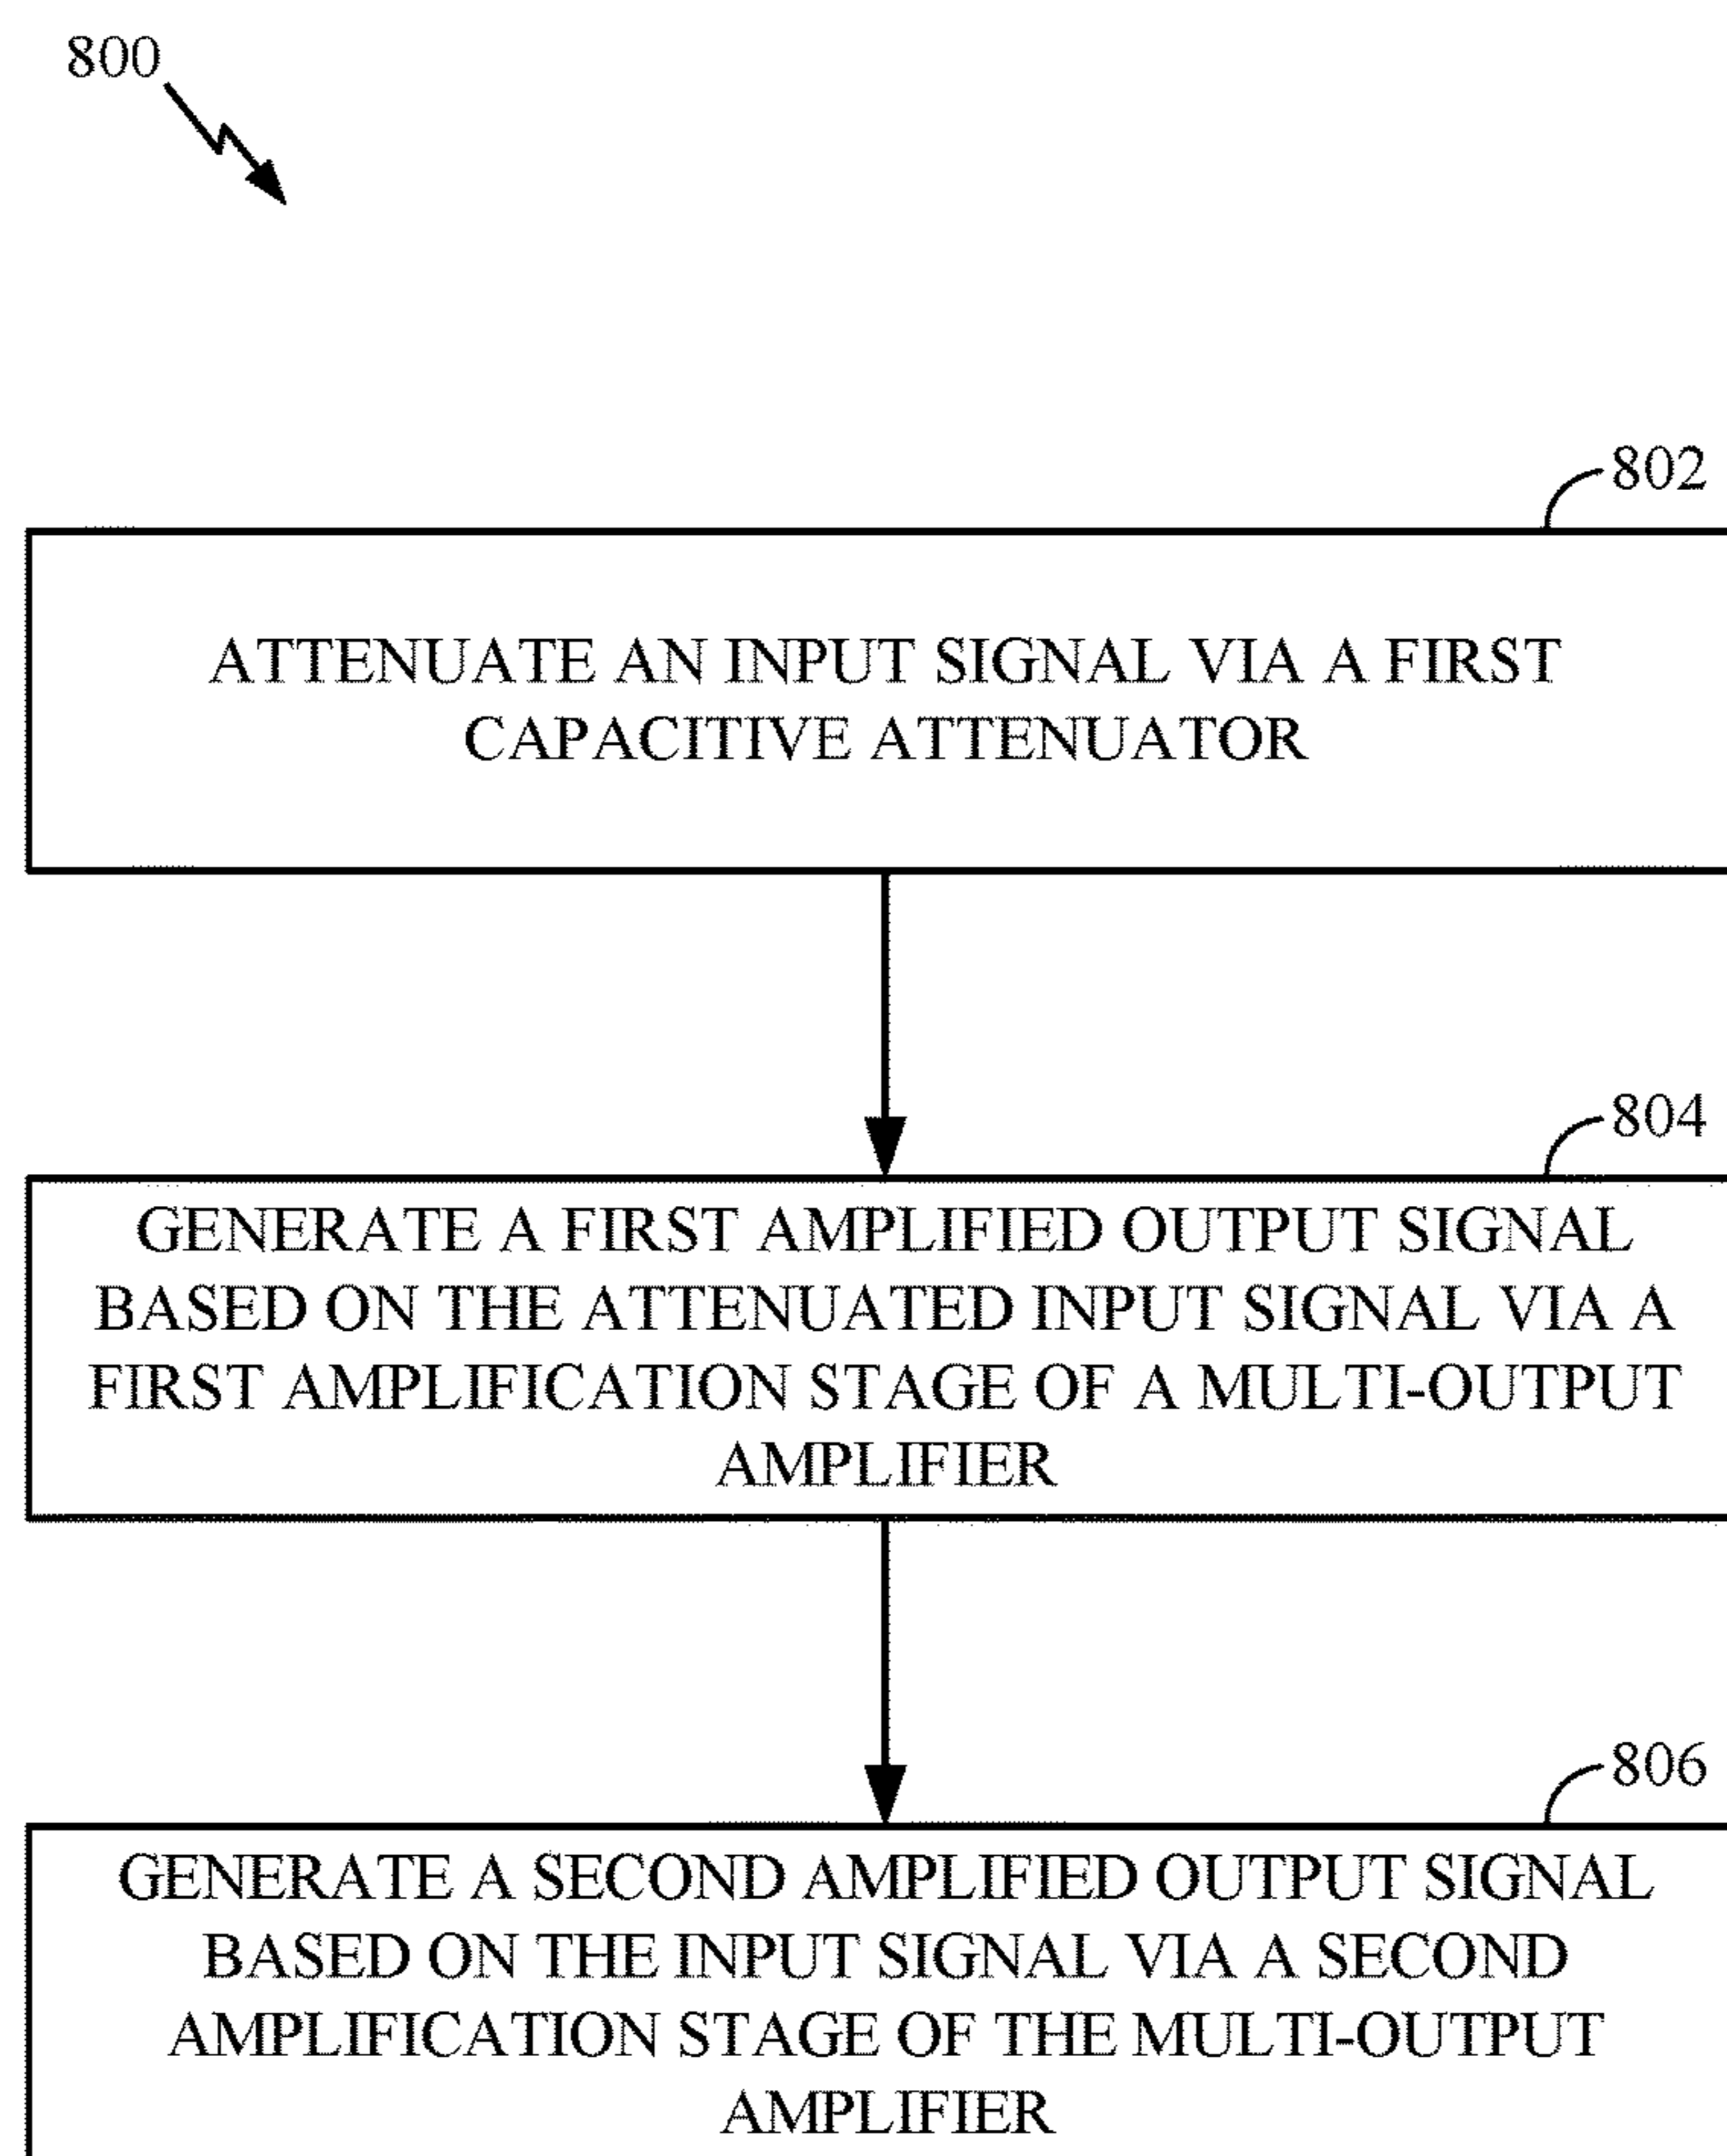 800
802
ATTENUATE AN INPUT SIGNAL VIA A FIRST
CAPACITIVE ATTENUATOR
804
GENERATE A FIRST AMPLIFIED OUTPUT SIGNAL
BASED ON THE ATTENUATED INPUT SIGNAL VIA A
FIRST AMPLIFICATION STAGE OF A MULTI-OUTPUT
AMPLIFIER
806
GENERATE A SECOND AMPLIFIED OUTPUT SIGNAL
BASED ON THE INPUT SIGNAL VIA A SECOND
AMPLIFICATION STAGE OF THE MULTI-OUTPUT
AMPLIFIER